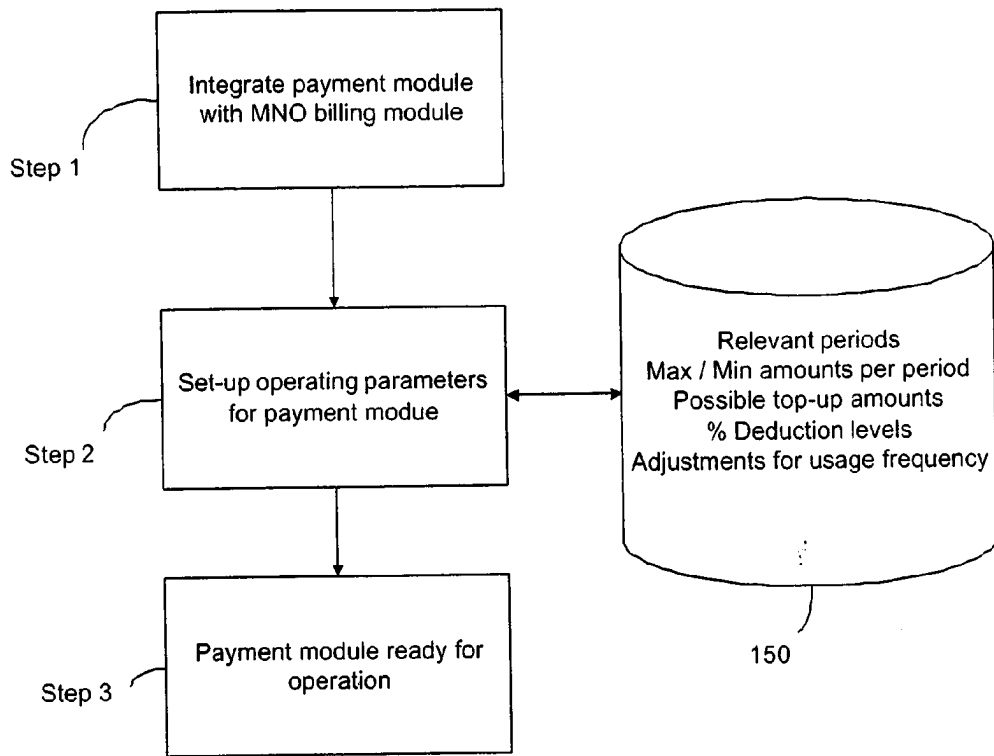 Integrate payment module
with MNO billing module
Step 1
Set-up operating parameters
for payment modue
Step 2
Relevant periods
Max / Min amounts per period
Possible top-up amounts
% Deduction levels
Adjustments for usage frequency
150
Payment module ready for
operation
Step 3